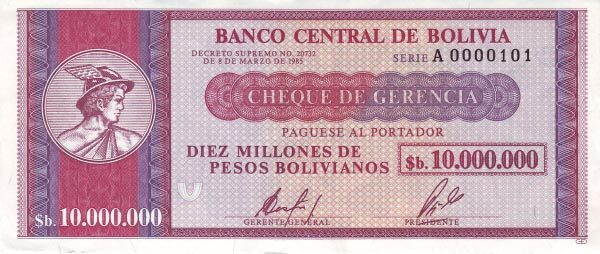 BANCO CENTRAL DE BOLIVIA
DECRETO SUPREMO NO. 20732
DE 8 DE MARZO DE 1985
SERIE A 0000101
CHEQUE DE GERENCIA
PAGUESE AL PORTADOR
DIEZ MILLONES DE
PESOS BOLIVIANOS
$b. 10.000.000
$b. 10.000.000
GERENTE GENERAL
PRESIDENTE